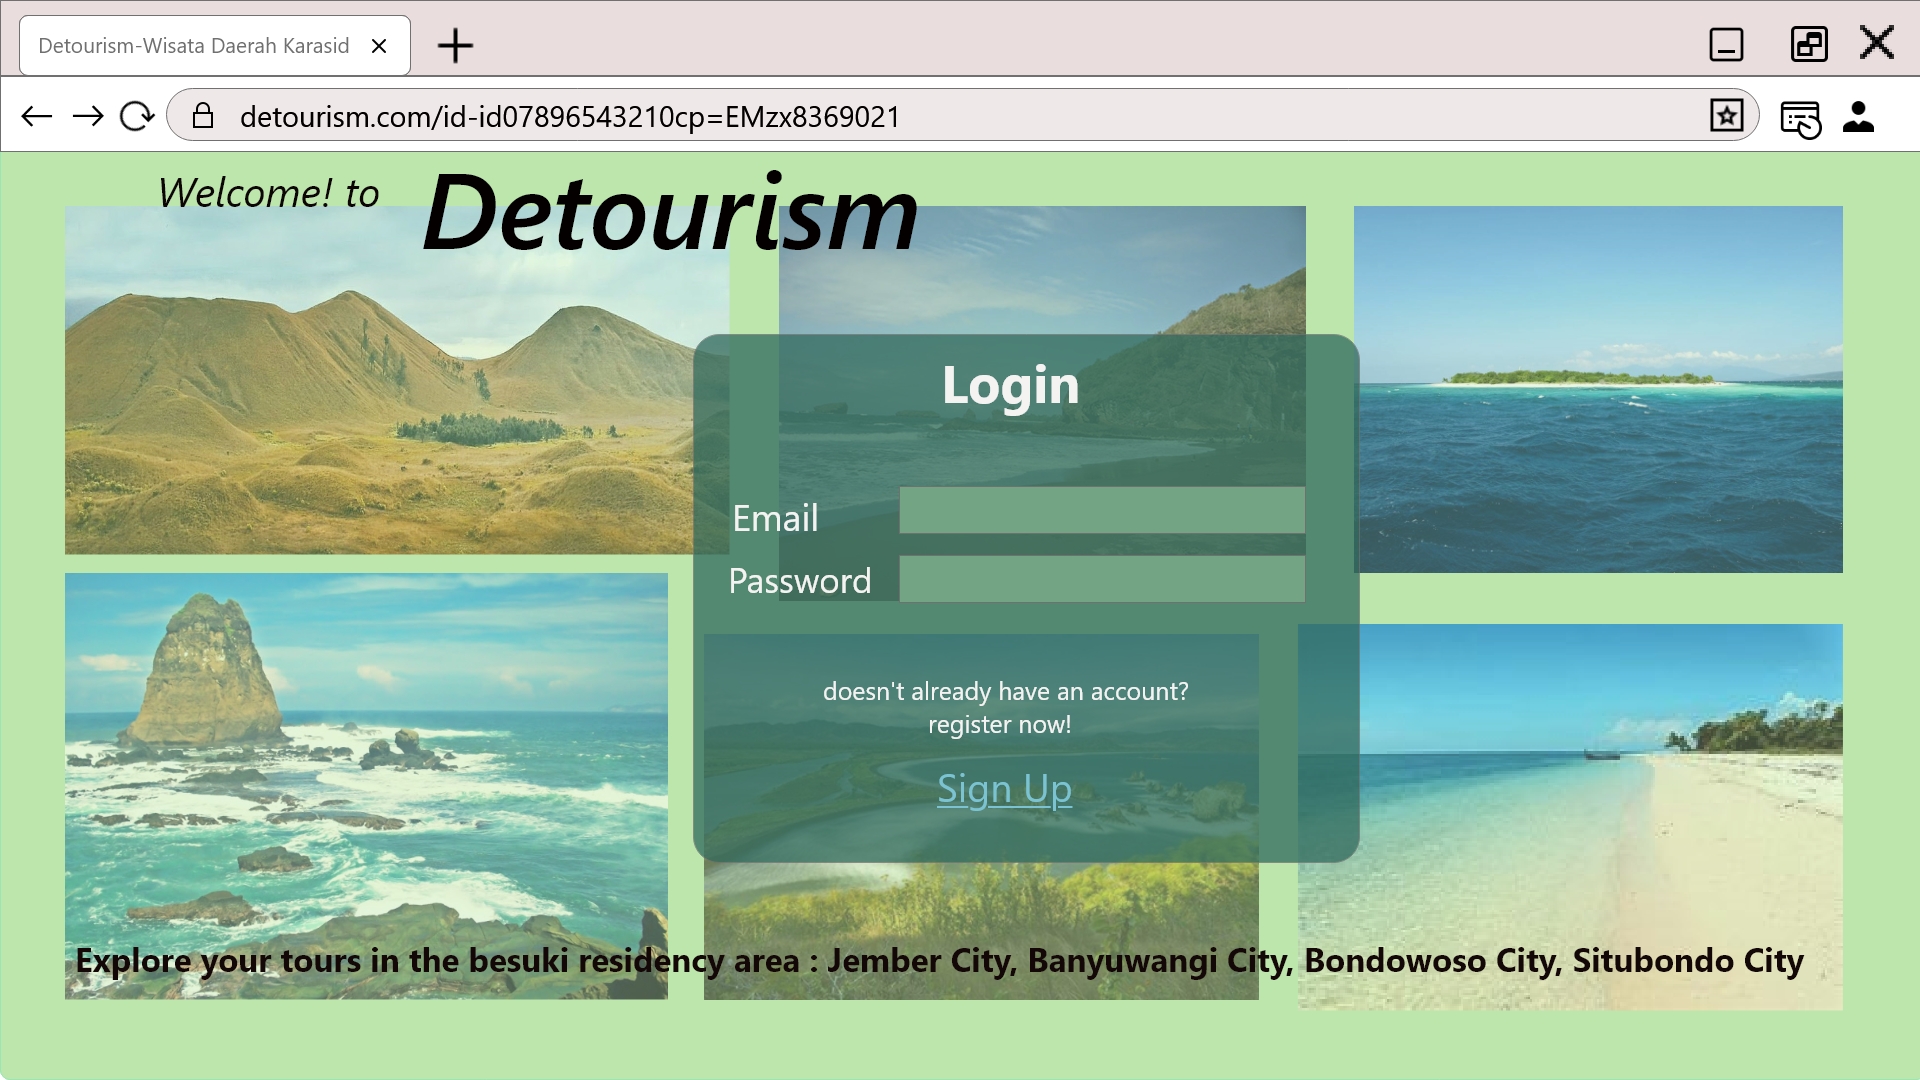 Detourism-Wisata Daerah Karasid
detourism.com/id-id07896543210cp=EMzx8369021
Welcome! to Detourism
Login
Email
Password
doesn't already have an account?
register now!
Sign Up
Explore your tours in the besuki residency area : Jember City, Banyuwangi City, Bondowoso City, Situbondo City